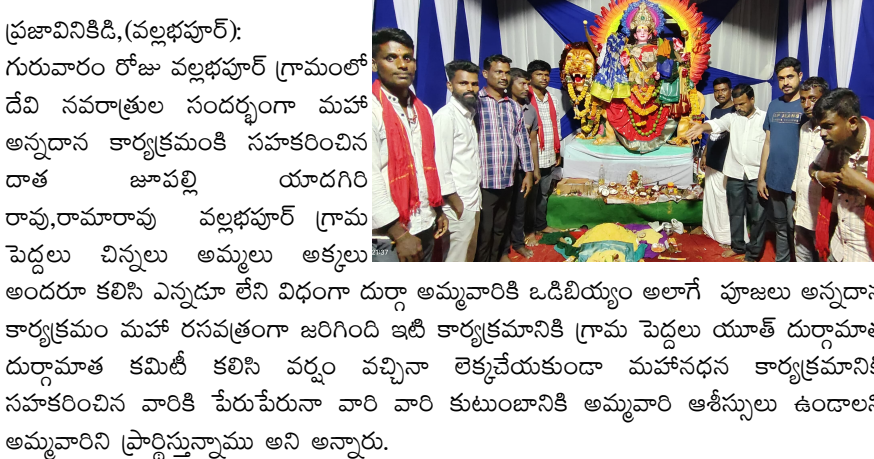 ప్రజావినికిడి,(వల్లభపూర్):
గురువారం రోజు వల్లభపూర్ గ్రామంలో
దేవి నవరాత్రుల సందర్భంగా మహా
అన్నదాన కార్యక్రమంకి సహకరించిన
దాత జూపల్లి యాదగిరి
రావు,రామారావు వల్లభపూర్ గ్రామ
పెద్దలు చిన్నలు అమ్మలు అక్కలు
21:37
అందరూ కలిసి ఎన్నడూ లేని విధంగా దుర్గా అమ్మవారికి ఒడిబియ్యం అలాగే పూజలు అన్నదాన
కార్యక్రమం మహా రసవత్రంగా జరిగింది ఇటి కార్యక్రమానికి గ్రామ పెద్దలు యూత్ దుర్గామాత
దుర్గామాత కమిటీ కలిసి వర్షం వచ్చినా లెక్కచేయకుండా మహానధన కార్యక్రమానికి
సహకరించిన వారికి పేరుపేరునా వారి వారి కుటుంబానికి అమ్మవారి ఆశీస్సులు ఉండాలని
అమ్మవారిని ప్రార్థిస్తున్నాము అని అన్నారు.